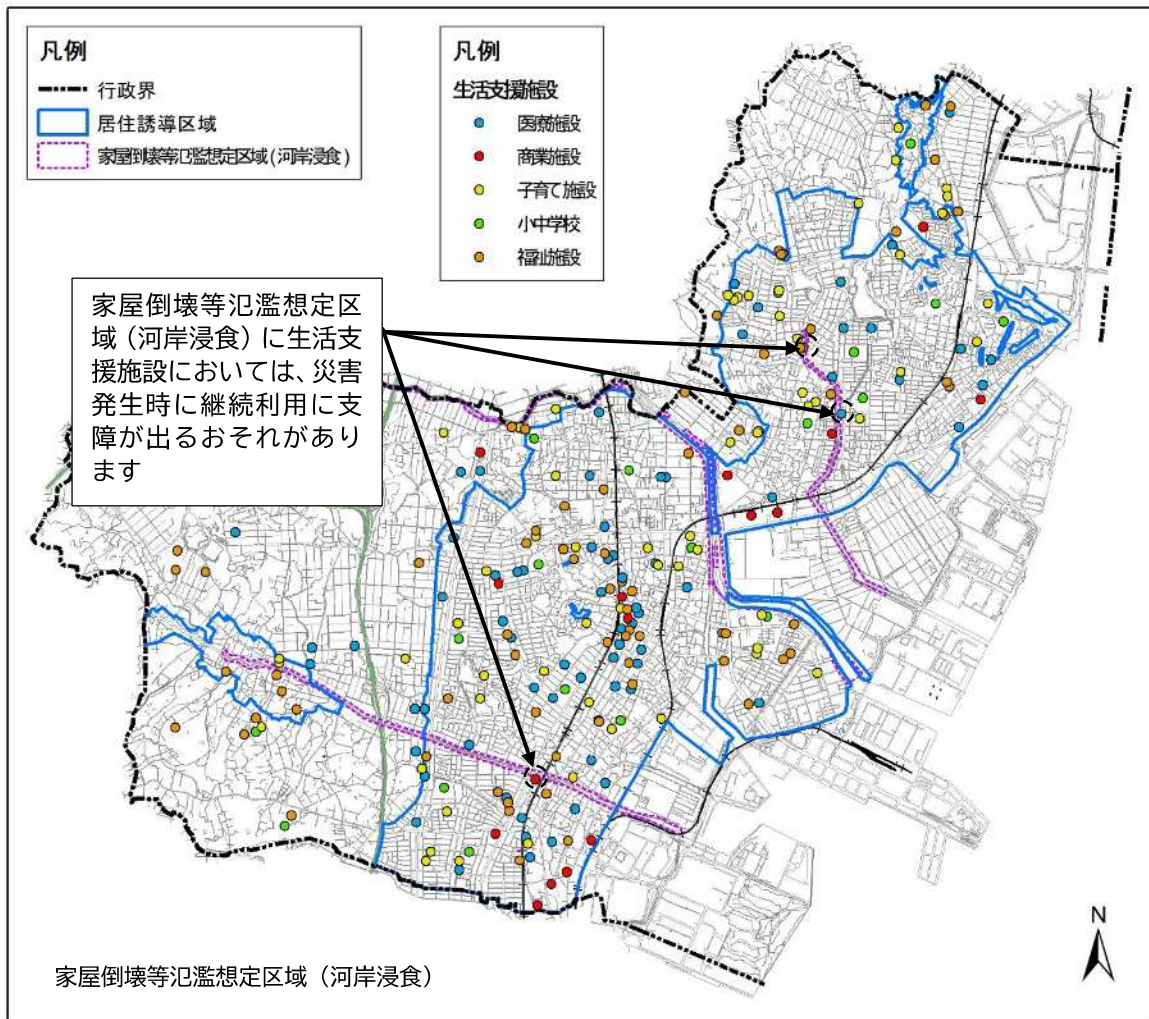 凡例
行政界
居住誘導区域
家屋倒壊等氾濫想定区域(河岸浸食)
凡例
生活支援施設
医療施設
商業施設
子育て施設
小中学校
福祉施設
家屋倒壊等氾濫想定区
域(河岸浸食)に生活支
援施設においては、災害
発生時に継続利用に支
障が出るおそれがあり
ます
N
家屋倒壊等氾濫想定区域(河岸浸食)